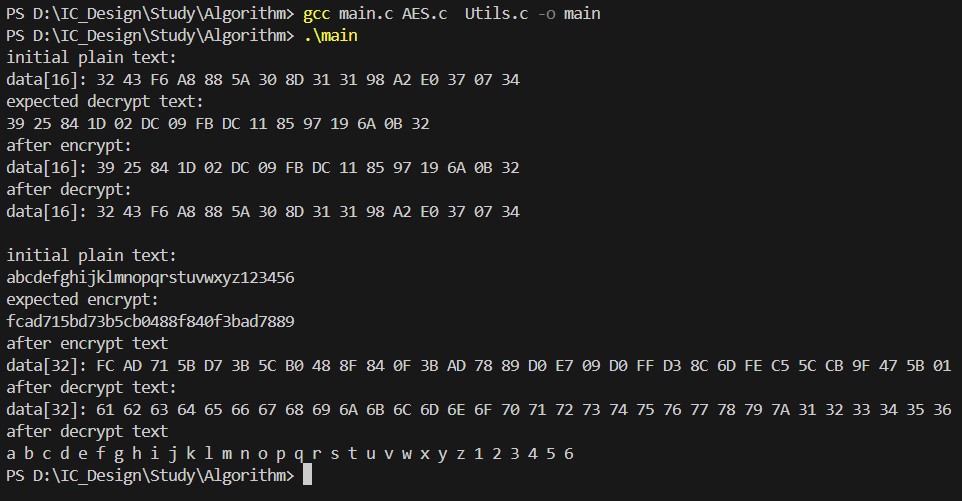 PS D:\IC_Design\Study\Algorithm> gcc main.c AES.c  Utils.c -o main
PS D:\IC_Design\Study\Algorithm> .\main
initial plain text:
data[16]: 32 43 F6 A8 88 5A 30 8D 31 31 98 A2 E0 37 07 34
expected decrypt text:
39 25 84 1D 02 DC 09 FB DC 11 85 97 19 6A 0B 32
after encrypt:
data[16]: 39 25 84 1D 02 DC 09 FB DC 11 85 97 19 6A 0B 32
after decrypt:
data[16]: 32 43 F6 A8 88 5A 30 8D 31 31 98 A2 E0 37 07 34
initial plain text:
abcdefghijklmnopqrstuvwxyz123456
expected encrypt:
fcad715bd73b5cb0488f840f3bad7889
after encrypt text
data[32]: FC AD 71 5B D7 3B 5C B0 48 8F 84 0F 3B AD 78 89 D0 E7 09 D0 FF D3 8C 6D FE C5 5C CB 9F 47 5B 01
after decrypt text:
data[32]: 61 62 63 64 65 66 67 68 69 6A 6B 6C 6D 6E 6F 70 71 72 73 74 75 76 77 78 79 7A 31 32 33 34 35 36
after decrypt text
a b c d e f g h i j k l m n o p q r s t u v w x y z 1 2 3 4 5 6
PS D:\IC_Design\Study\Algorithm>